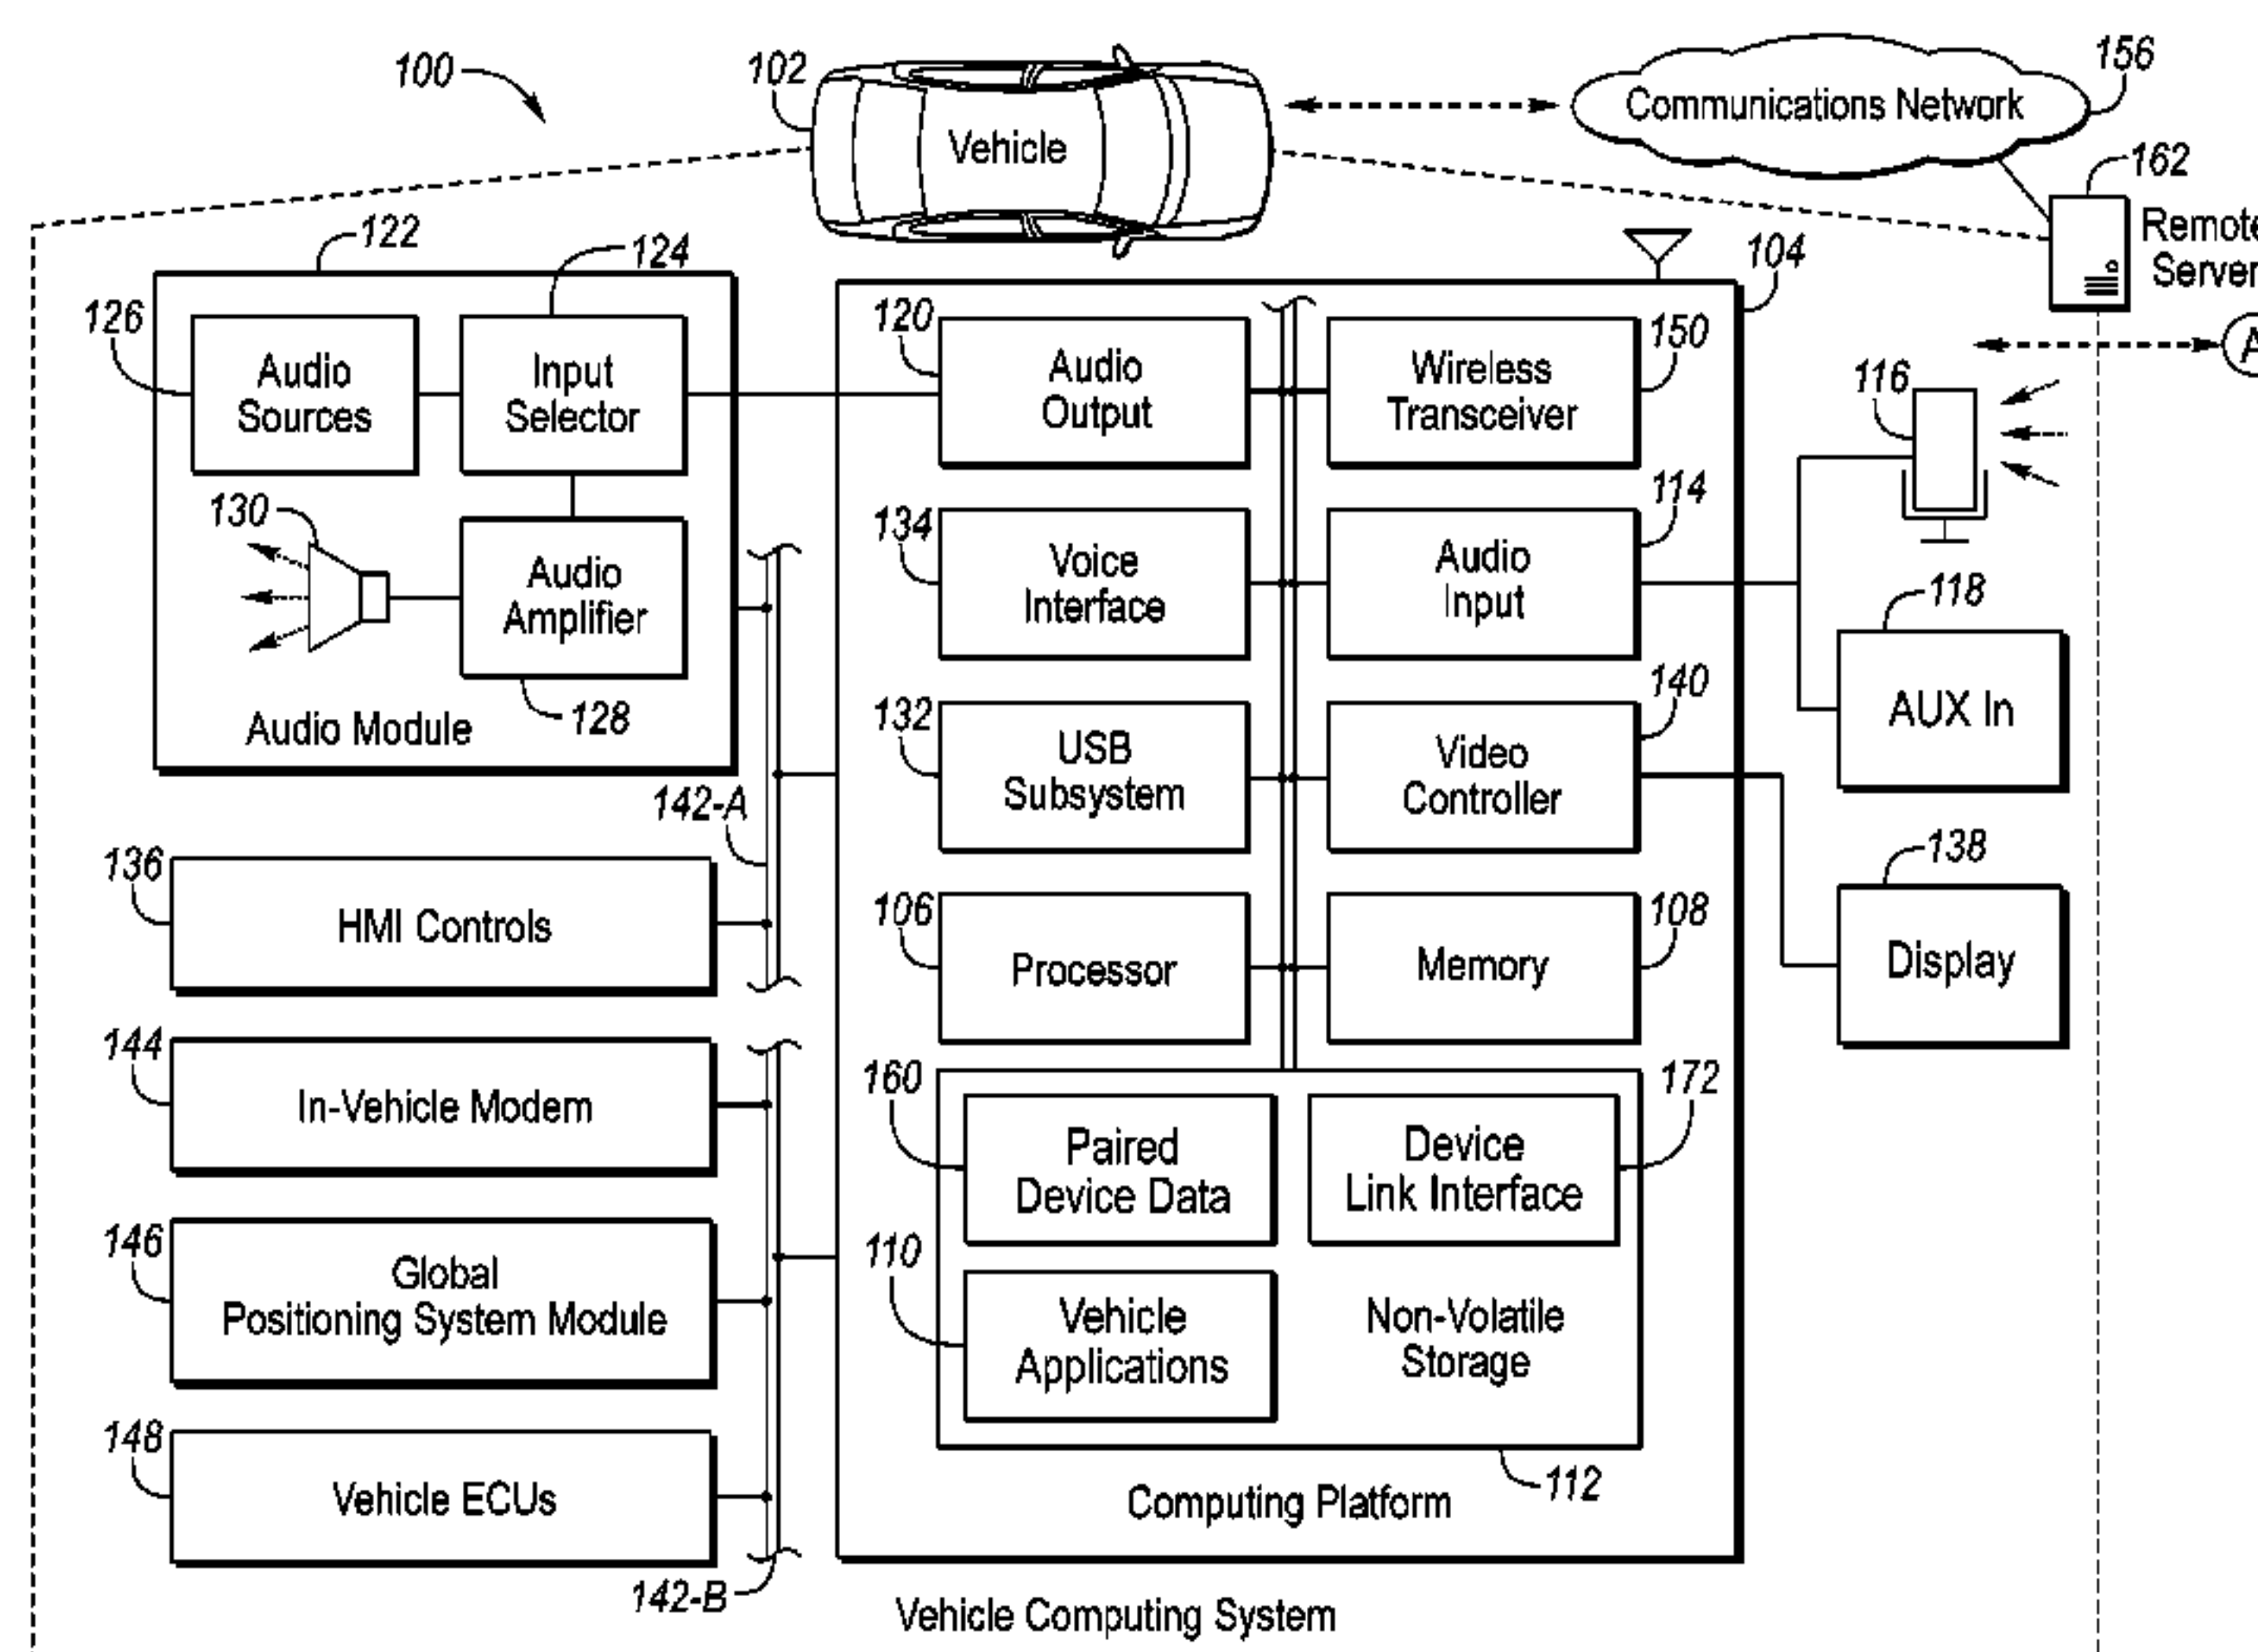 100
102
Vehicle
Communications Network
156
162
Remote
Server
122
124
104
126
Audio
Sources
Input
Selector
120
Audio
Output
Wireless
Transceiver
150
A
116
130
Audio
Amplifier
128
Audio Module
134
Voice
Interface
Audio
Input
114
118
AUX In
132
USB
Subsystem
Video
Controller
140
142-A
136
HMI Controls
106
Processor
Memory
108
138
Display
144
In-Vehicle Modem
160
Paired
Device Data
Device
Link Interface
172
146
Global
Positioning System Module
110
Vehicle
Applications
Non-Volatile
Storage
148
Vehicle ECUs
112
Computing Platform
142-B
Vehicle Computing System